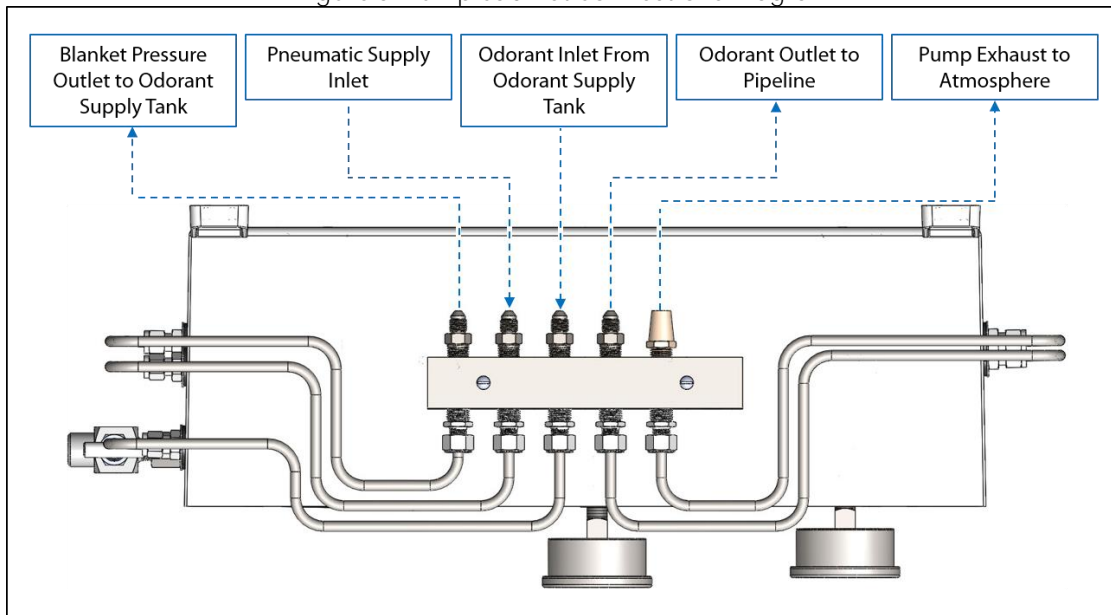 Blanket Pressure
Outlet to Odorant
Supply Tank
Pneumatic Supply
Inlet
Odorant Inlet From
Odorant Supply
Tank
Odorant Outlet to
Pipeline
Pump Exhaust to
Atmosphere